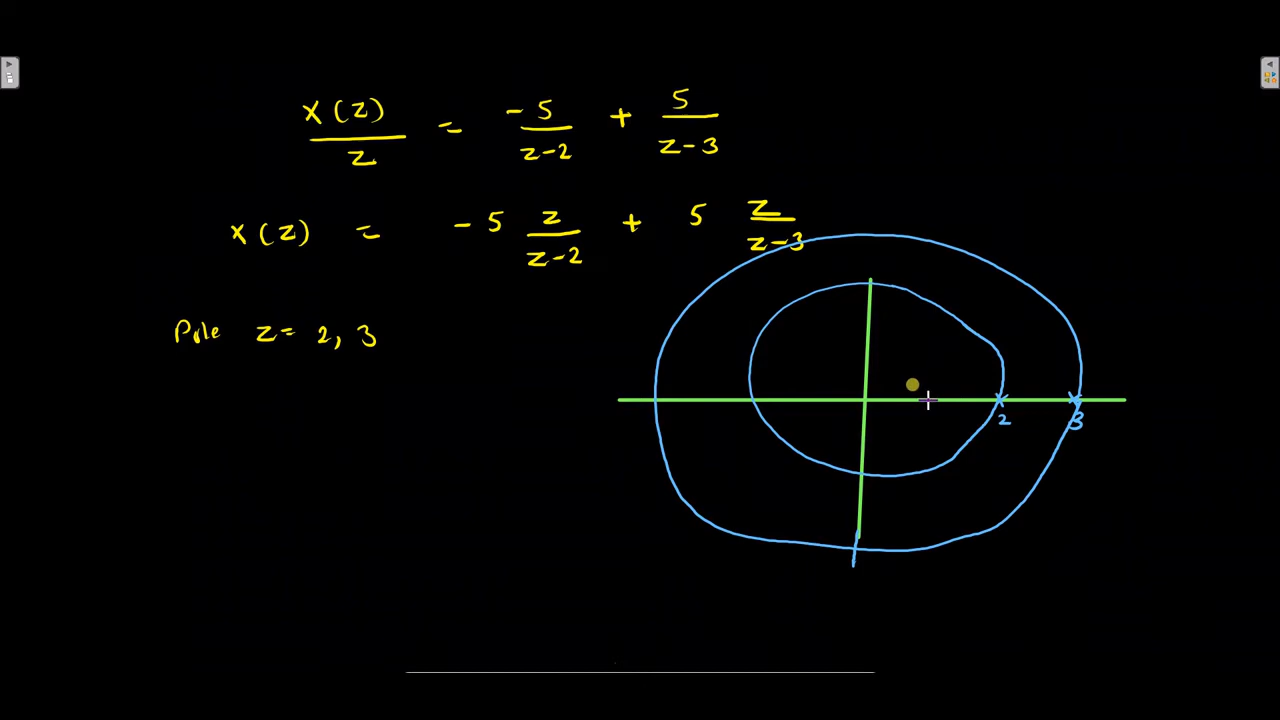 X(z)/z = -5/(z-2) + 5/(z-3)
X(z) = -5 z/(z-2) + 5 z/(z-3)
Pole z = 2, 3
2 3